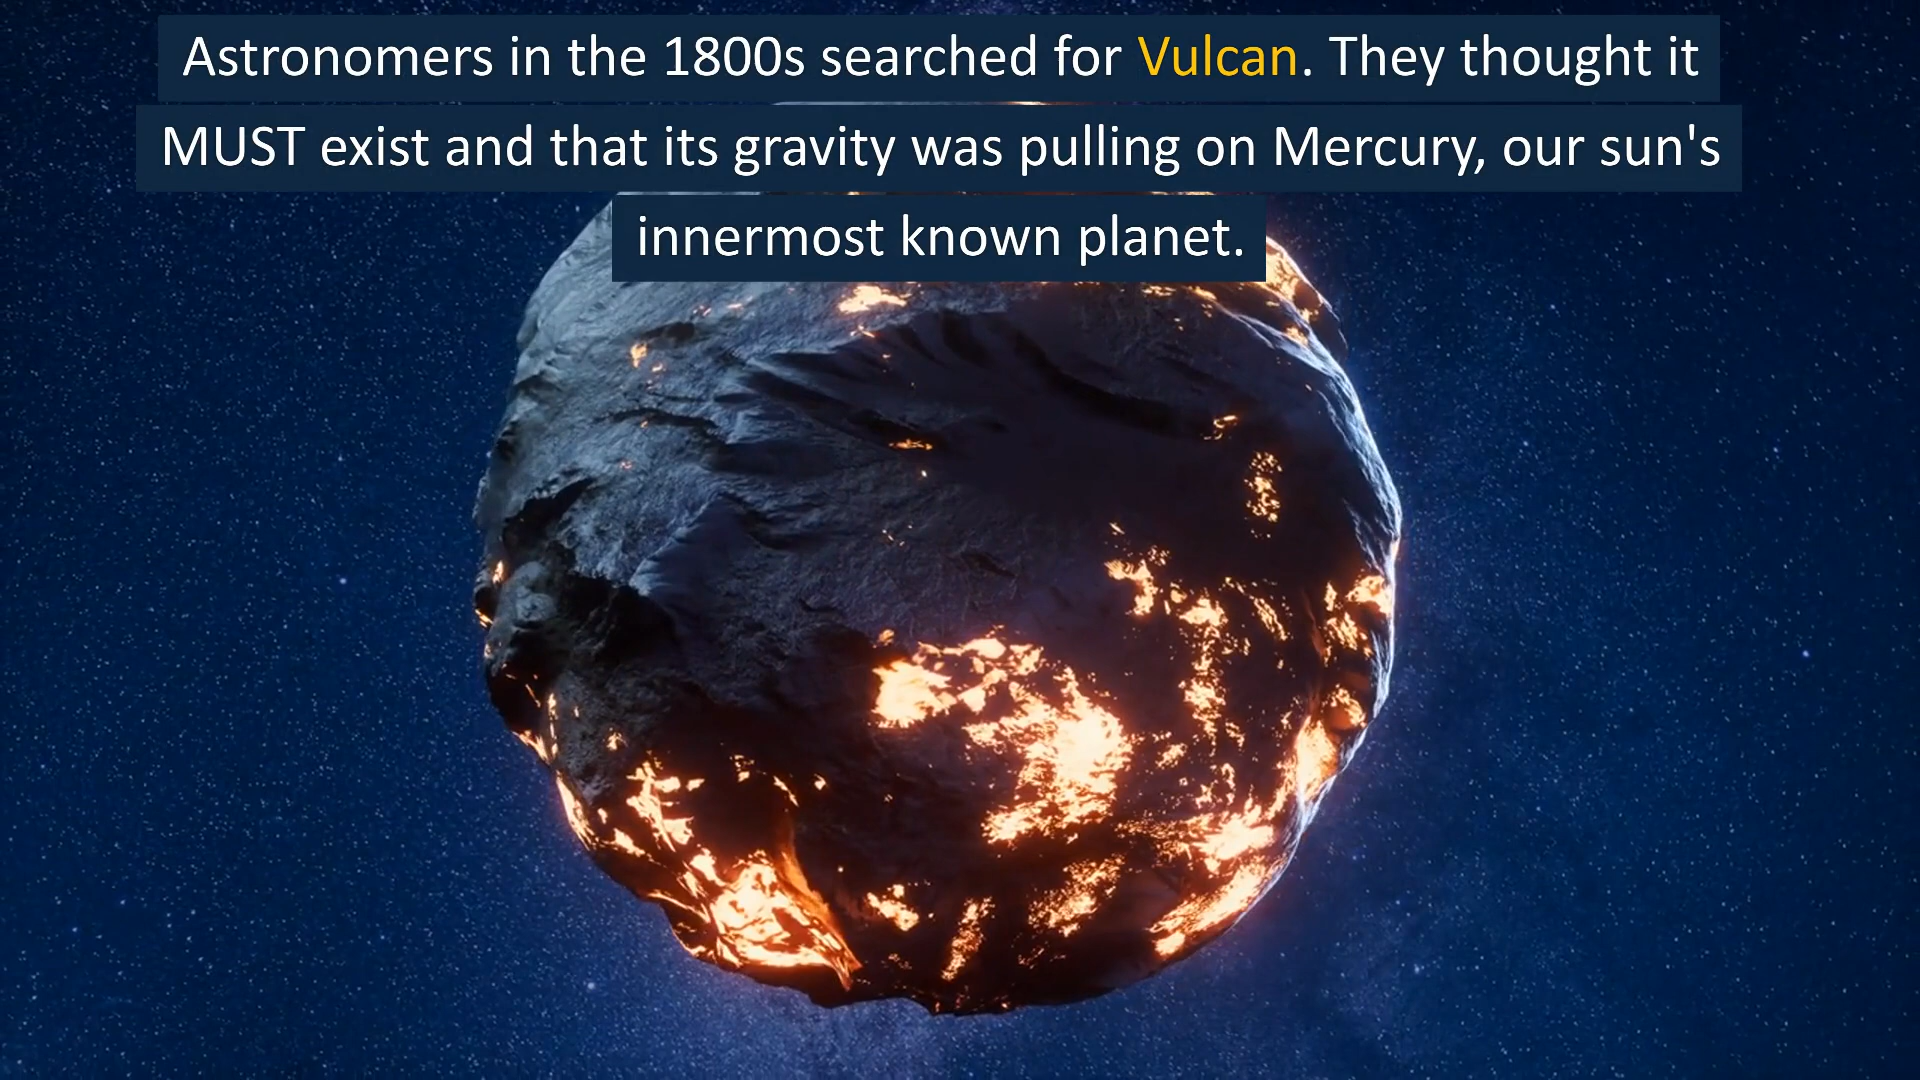 Astronomers in the 1800s searched for Vulcan. They thought it
MUST exist and that its gravity was pulling on Mercury, our sun's
innermost known planet.